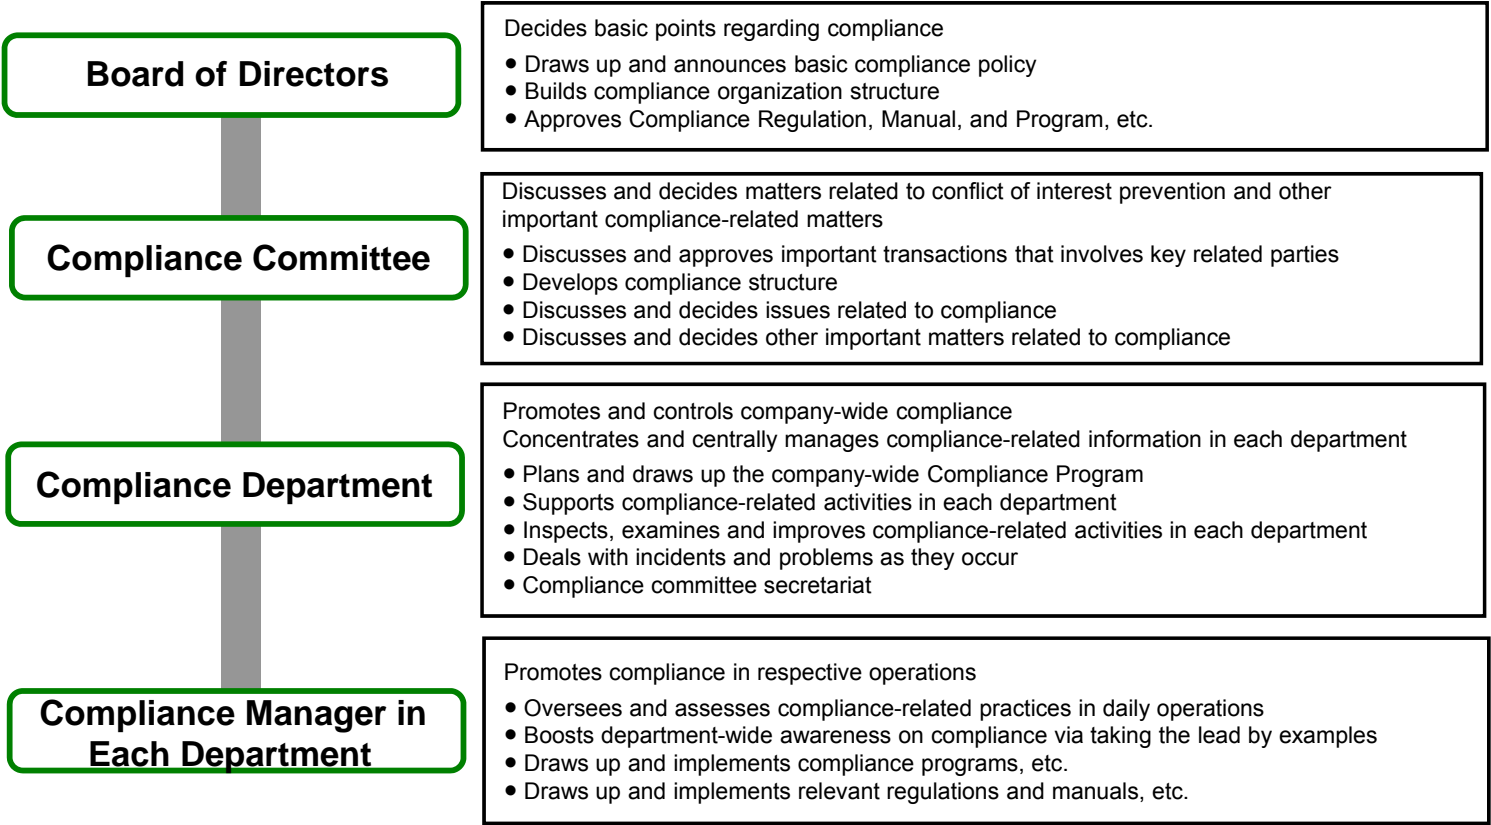 Board of Directors
Decides basic points regarding compliance
● Draws up and announces basic compliance policy
● Builds compliance organization structure
● Approves Compliance Regulation, Manual, and Program, etc.
Compliance Committee
Discusses and decides matters related to conflict of interest prevention and other
important compliance-related matters
● Discusses and approves important transactions that involves key related parties
● Develops compliance structure
● Discusses and decides issues related to compliance
● Discusses and decides other important matters related to compliance
Compliance Department
Promotes and controls company-wide compliance
Concentrates and centrally manages compliance-related information in each department
● Plans and draws up the company-wide Compliance Program
● Supports compliance-related activities in each department
● Inspects, examines and improves compliance-related activities in each department
● Deals with incidents and problems as they occur
● Compliance committee secretariat
Compliance Manager in
Each Department
Promotes compliance in respective operations
● Oversees and assesses compliance-related practices in daily operations
● Boosts department-wide awareness on compliance via taking the lead by examples
● Draws up and implements compliance programs, etc.
● Draws up and implements relevant regulations and manuals, etc.